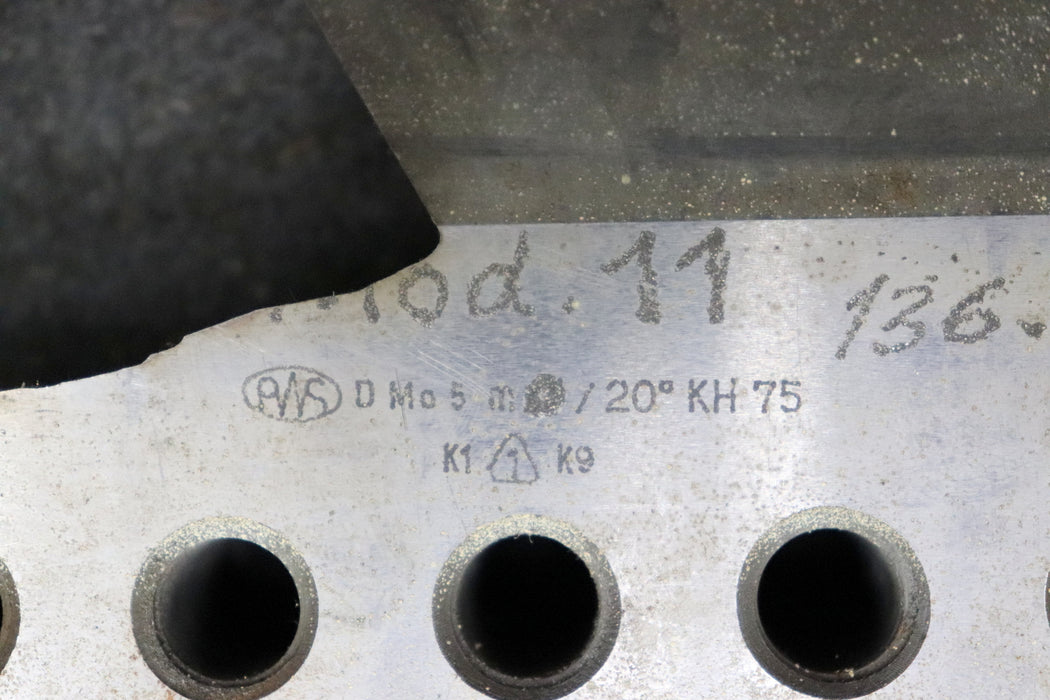 Mod. 11
136.
PWS D Mo 5 m / 20° KH 75
K1 1 K9